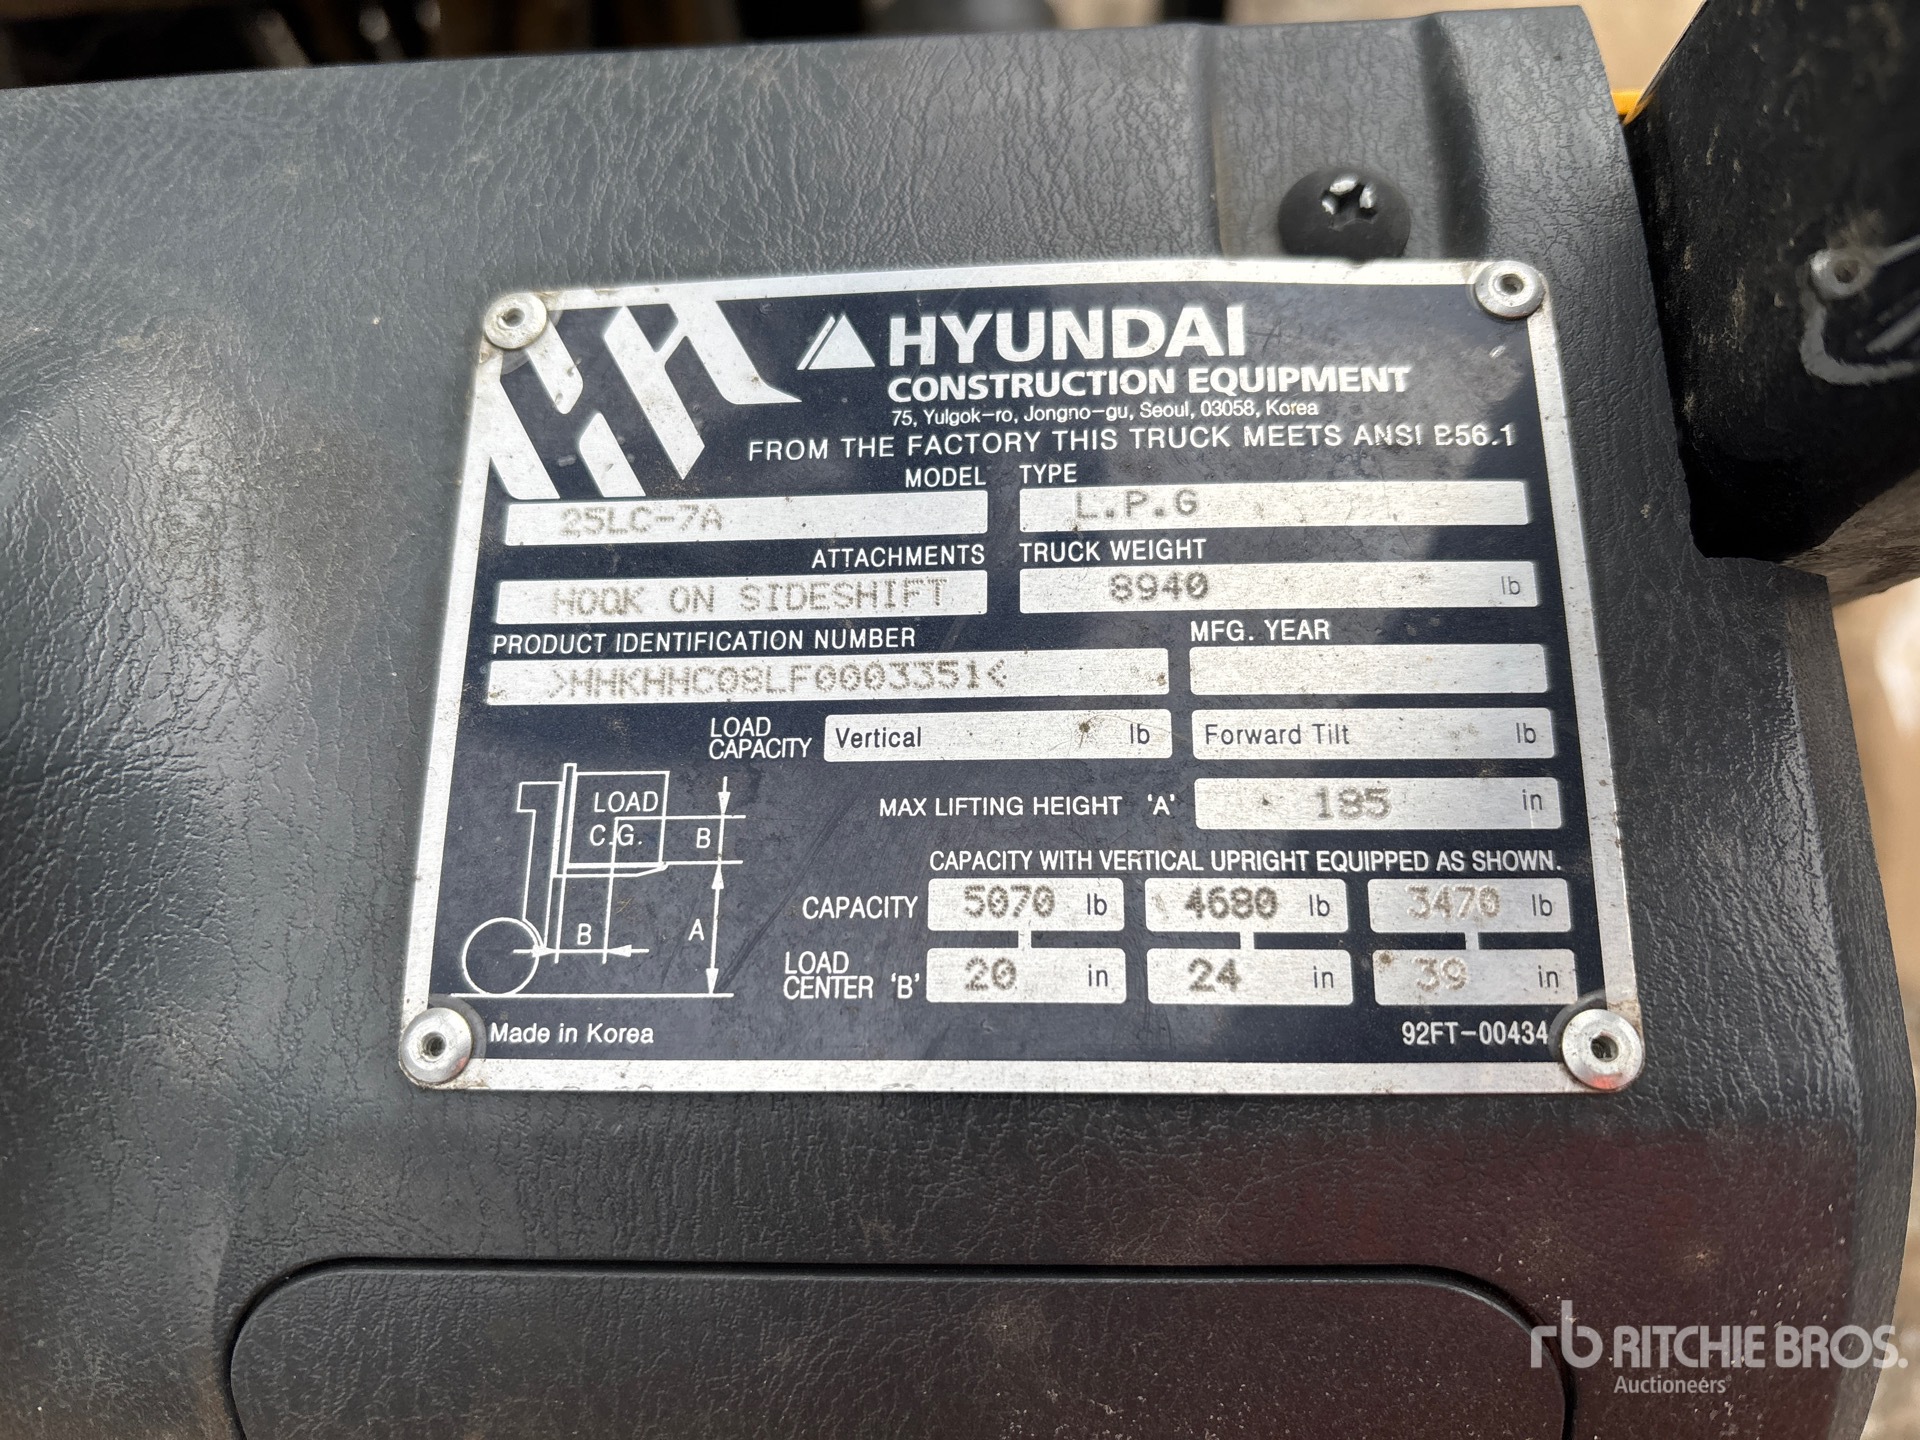 HYUNDAI
CONSTRUCTION EQUIPMENT
75, Yulgok-ro, Jongno-gu, Seoul, 03058, Korea
FROM THE FACTORY THIS TRUCK MEETS ANSI B56.1
MODEL TYPE
25LC-7A L.P.G
ATTACHMENTS TRUCK WEIGHT
HOOK ON SIDESHIFT 8940 lb
PRODUCT IDENTIFICATION NUMBER MFG. YEAR
>HHKHHC08LF0003351<
LOAD CAPACITY Vertical lb Forward Tilt lb
MAX LIFTING HEIGHT 'A' 185 in
LOAD
C.G.
B
B
A
CAPACITY WITH VERTICAL UPRIGHT EQUIPPED AS SHOWN.
CAPACITY 5070 lb 4680 lb 3470 lb
LOAD CENTER 'B' 20 in 24 in 39 in
Made in Korea 92FT-00434
rb RITCHIE BROS.
Auctioneers